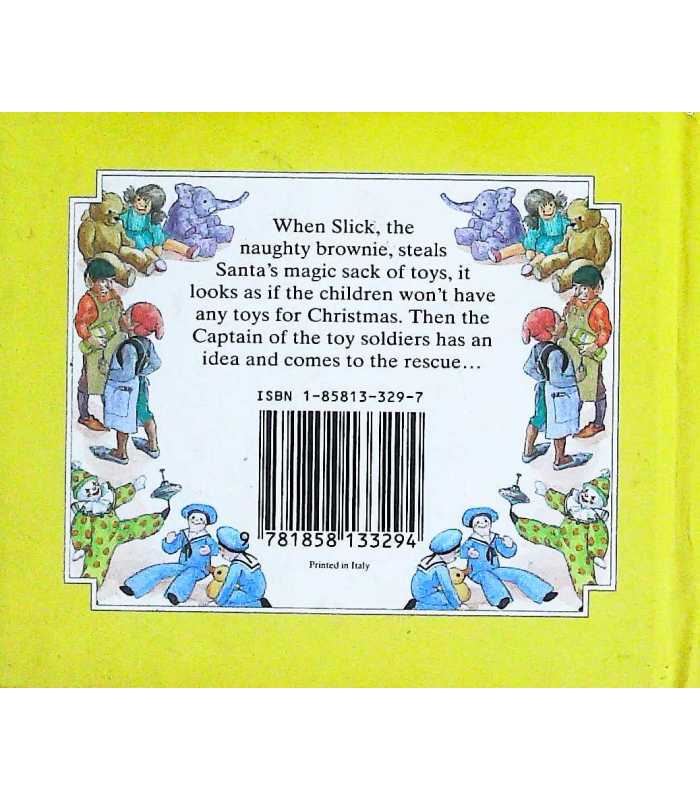 When Slick, the
naughty brownie, steals
Santa's magic sack of toys, it
looks as if the children won't have
any toys for Christmas. Then the
Captain of the toy soldiers has an
idea and comes to the rescue...
ISBN 1-85813-329-7
9 781858 133294
Printed in Italy